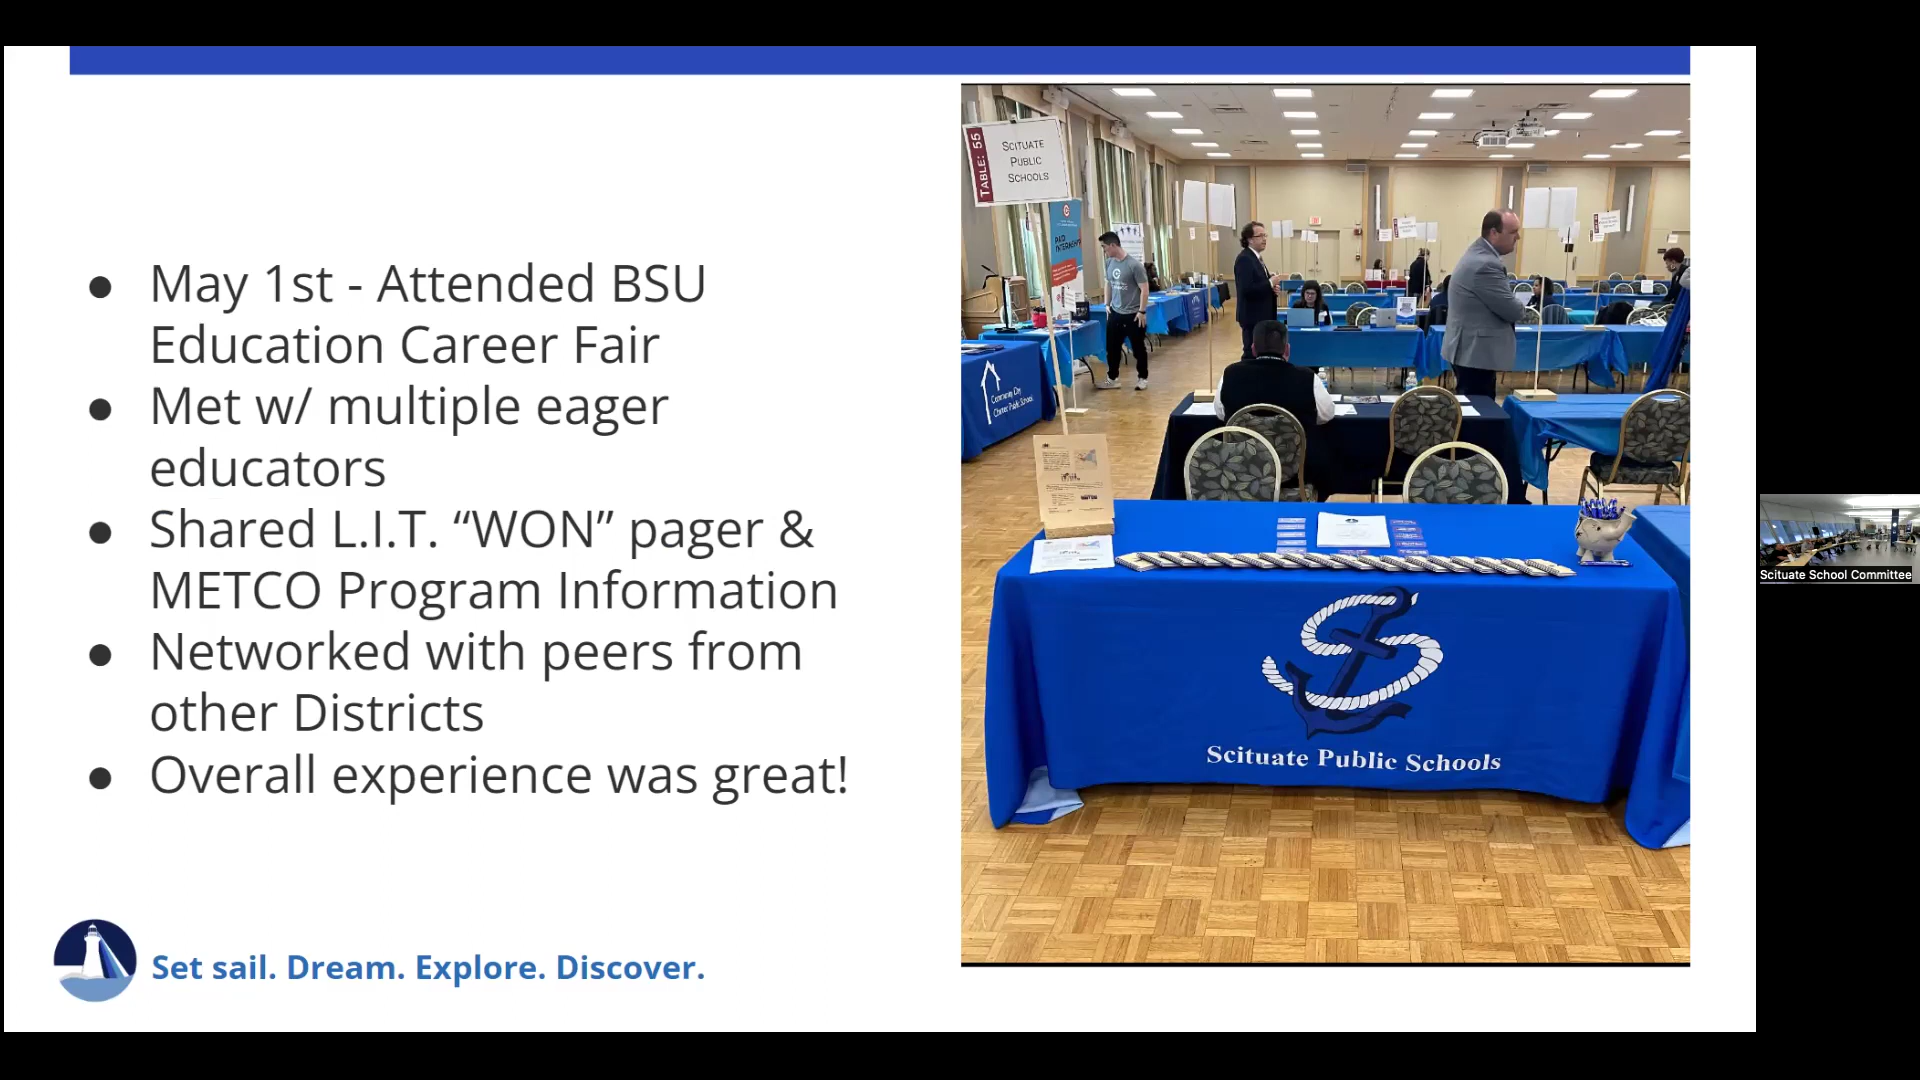 ● May 1st - Attended BSU
Education Career Fair
● Met w/ multiple eager
educators
● Shared L.I.T. “WON” pager &
METCO Program Information
● Networked with peers from
other Districts
● Overall experience was great!
Set sail. Dream. Explore. Discover.
TABLE: 55
SCITUATE
PUBLIC
SCHOOLS
PAID
Scituate Public Schools
Scituate School Committee